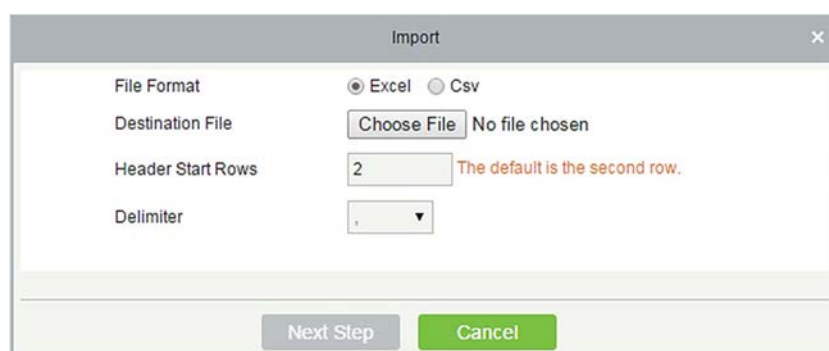 Import ×
File Format Excel Csv
Destination File Choose File No file chosen
Header Start Rows 2 The default is the second row.
Delimiter ,
Next Step Cancel